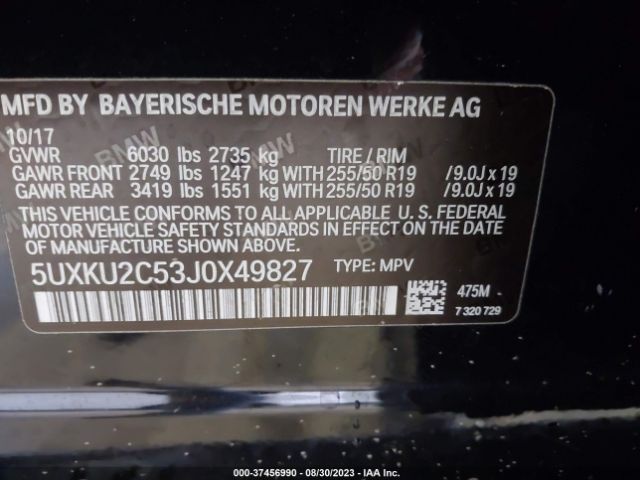 MFD BY BAYERISCHE MOTOREN WERKE AG
10/17
GVWR 6030 lbs 2735 kg TIRE / RIM
GAWR FRONT 2749 lbs 1247 kg WITH 255/50 R19 /9.0J x 19
GAWR REAR 3419 lbs 1551 kg WITH 255/50 R19 /9.0J x 19
THIS VEHICLE CONFORMS TO ALL APPLICABLE U. S. FEDERAL
MOTOR VEHICLE SAFETY STANDARDS IN EFFECT ON THE
DATE OF MANUFACTURE SHOWN ABOVE.
5UXKU2C53J0X49827 TYPE: MPV
475M
7 320 729
000-37456990 - 08/30/2023 - IAA Inc.